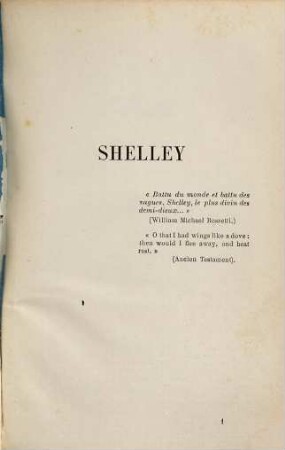 SHELLEY
« Battu du monde et battu des
vagues, Shelley, le plus divin des
demi-dieux... »
(William Michael Rossetti.)
« O that I had wings like a dove :
then would I flee away, and beat
rest. »
(Ancien Testament).
1